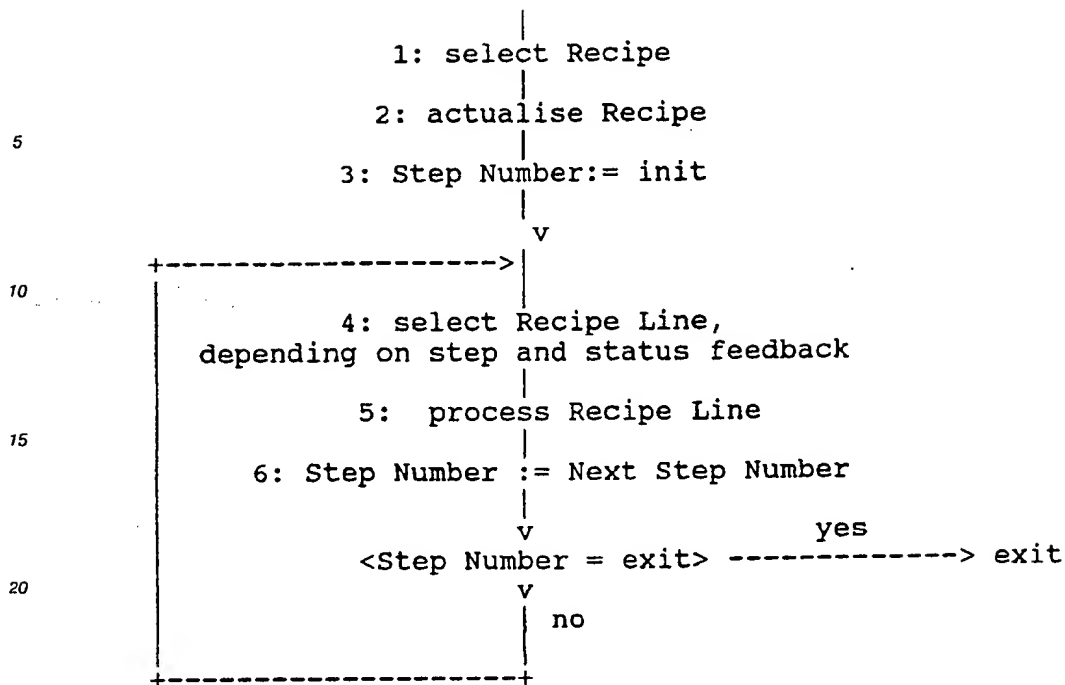 1: select Recipe
2: actualise Recipe
5
3: Step Number:= init
v
+-------------------->
10
4: select Recipe Line,
depending on step and status feedback
5: process Recipe Line
15
6: Step Number := Next Step Number
v yes
<Step Number = exit> -------------> exit
20 v
no
+--------------------+